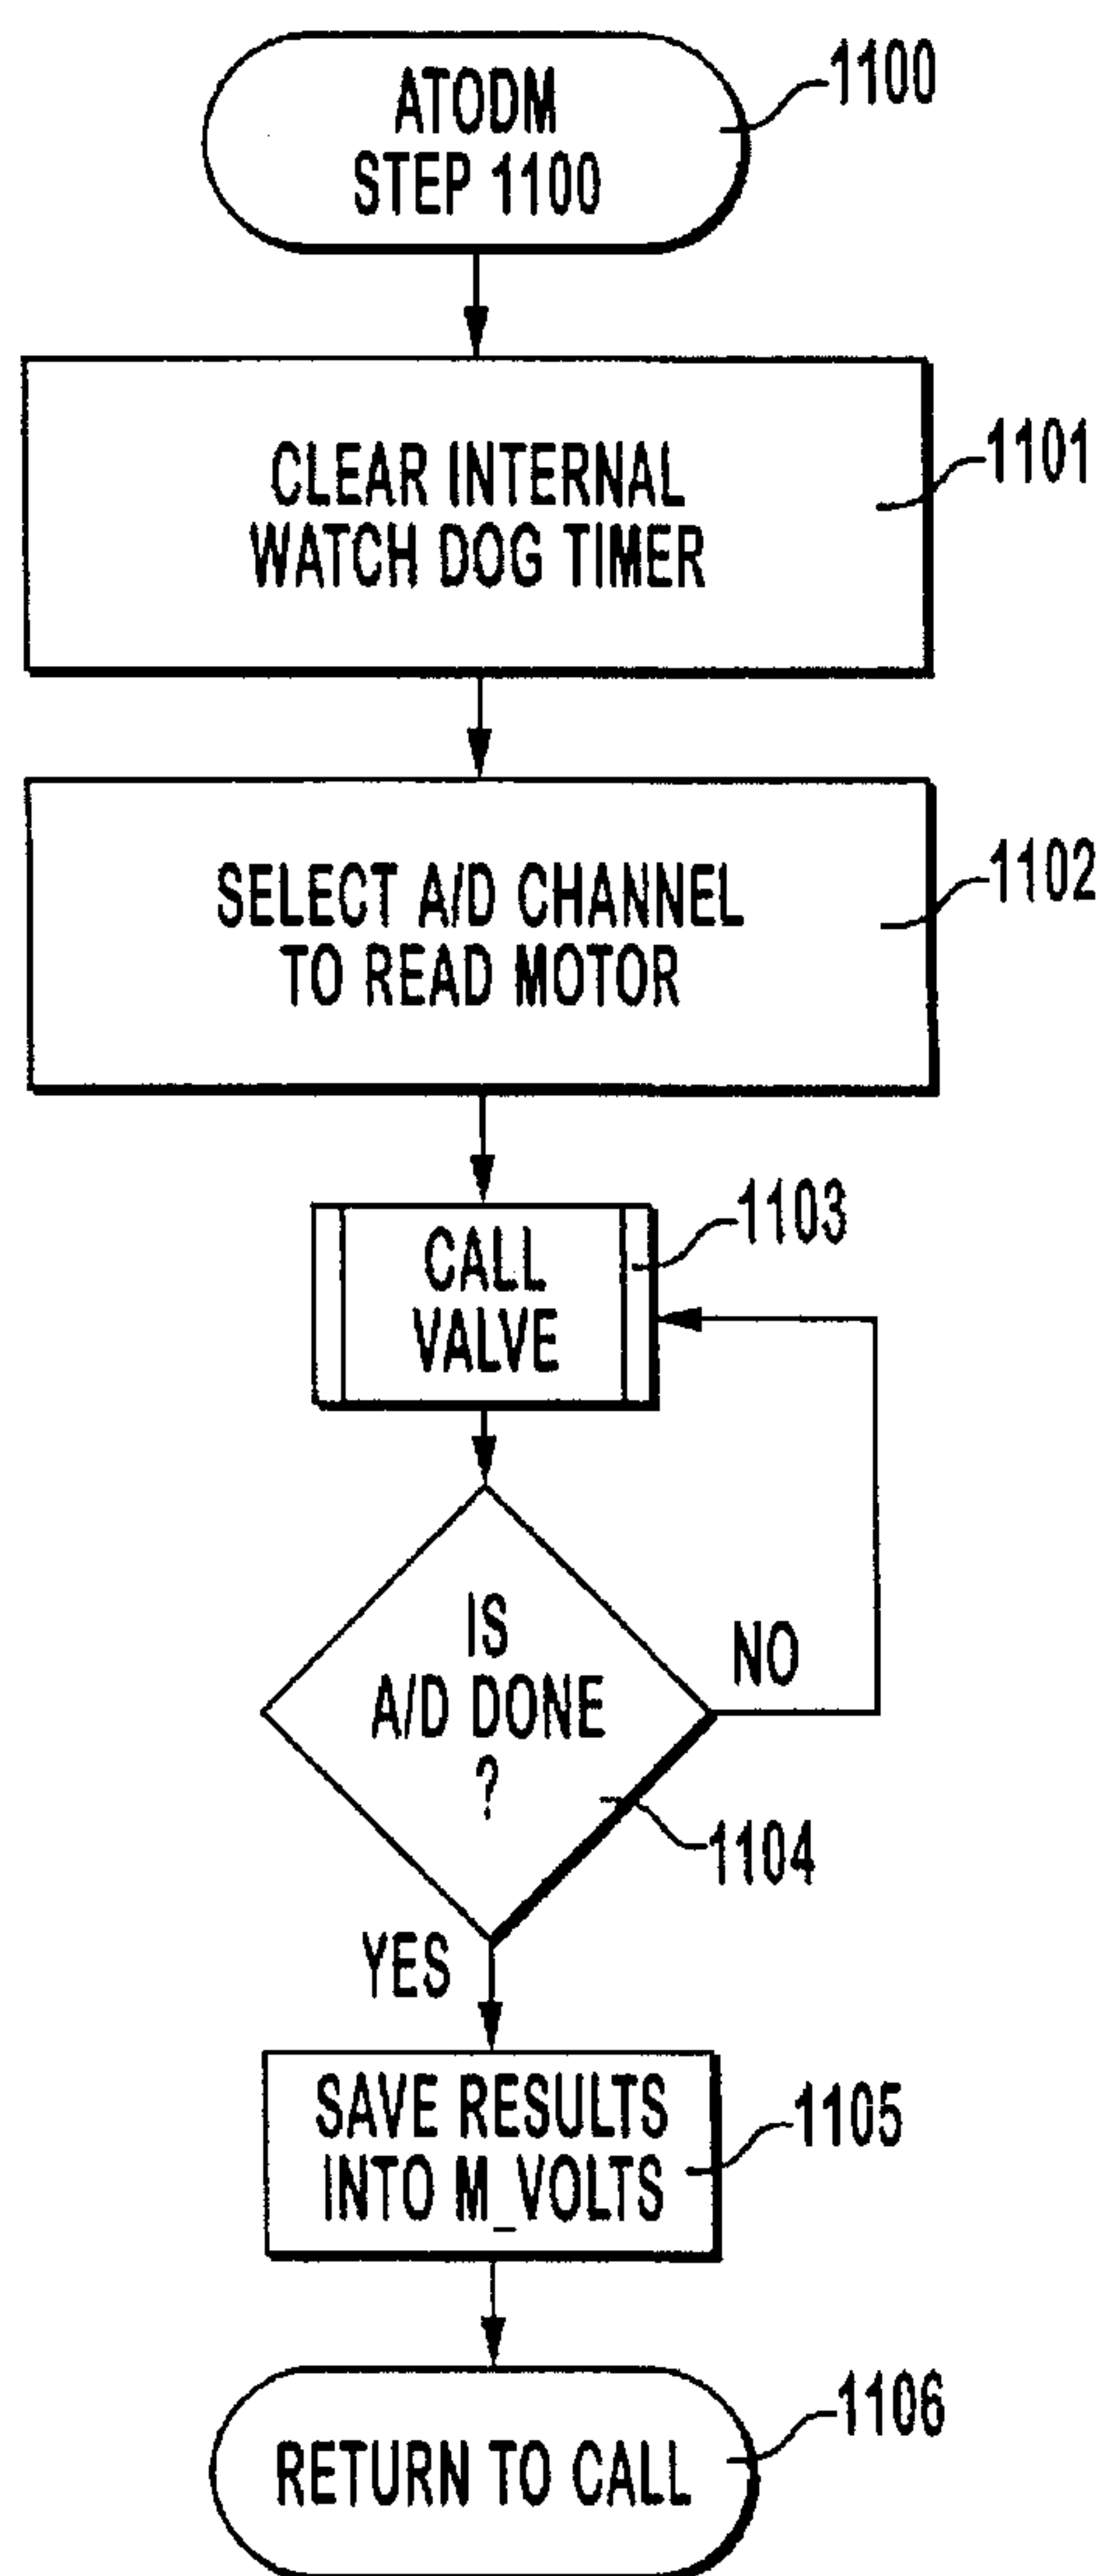 ATODM
STEP 1100
1100
CLEAR INTERNAL
WATCH DOG TIMER
1101
SELECT A/D CHANNEL
TO READ MOTOR
1102
CALL
VALVE
1103
IS
A/D DONE
?
NO
1104
YES
SAVE RESULTS
INTO M_VOLTS
1105
RETURN TO CALL
1106